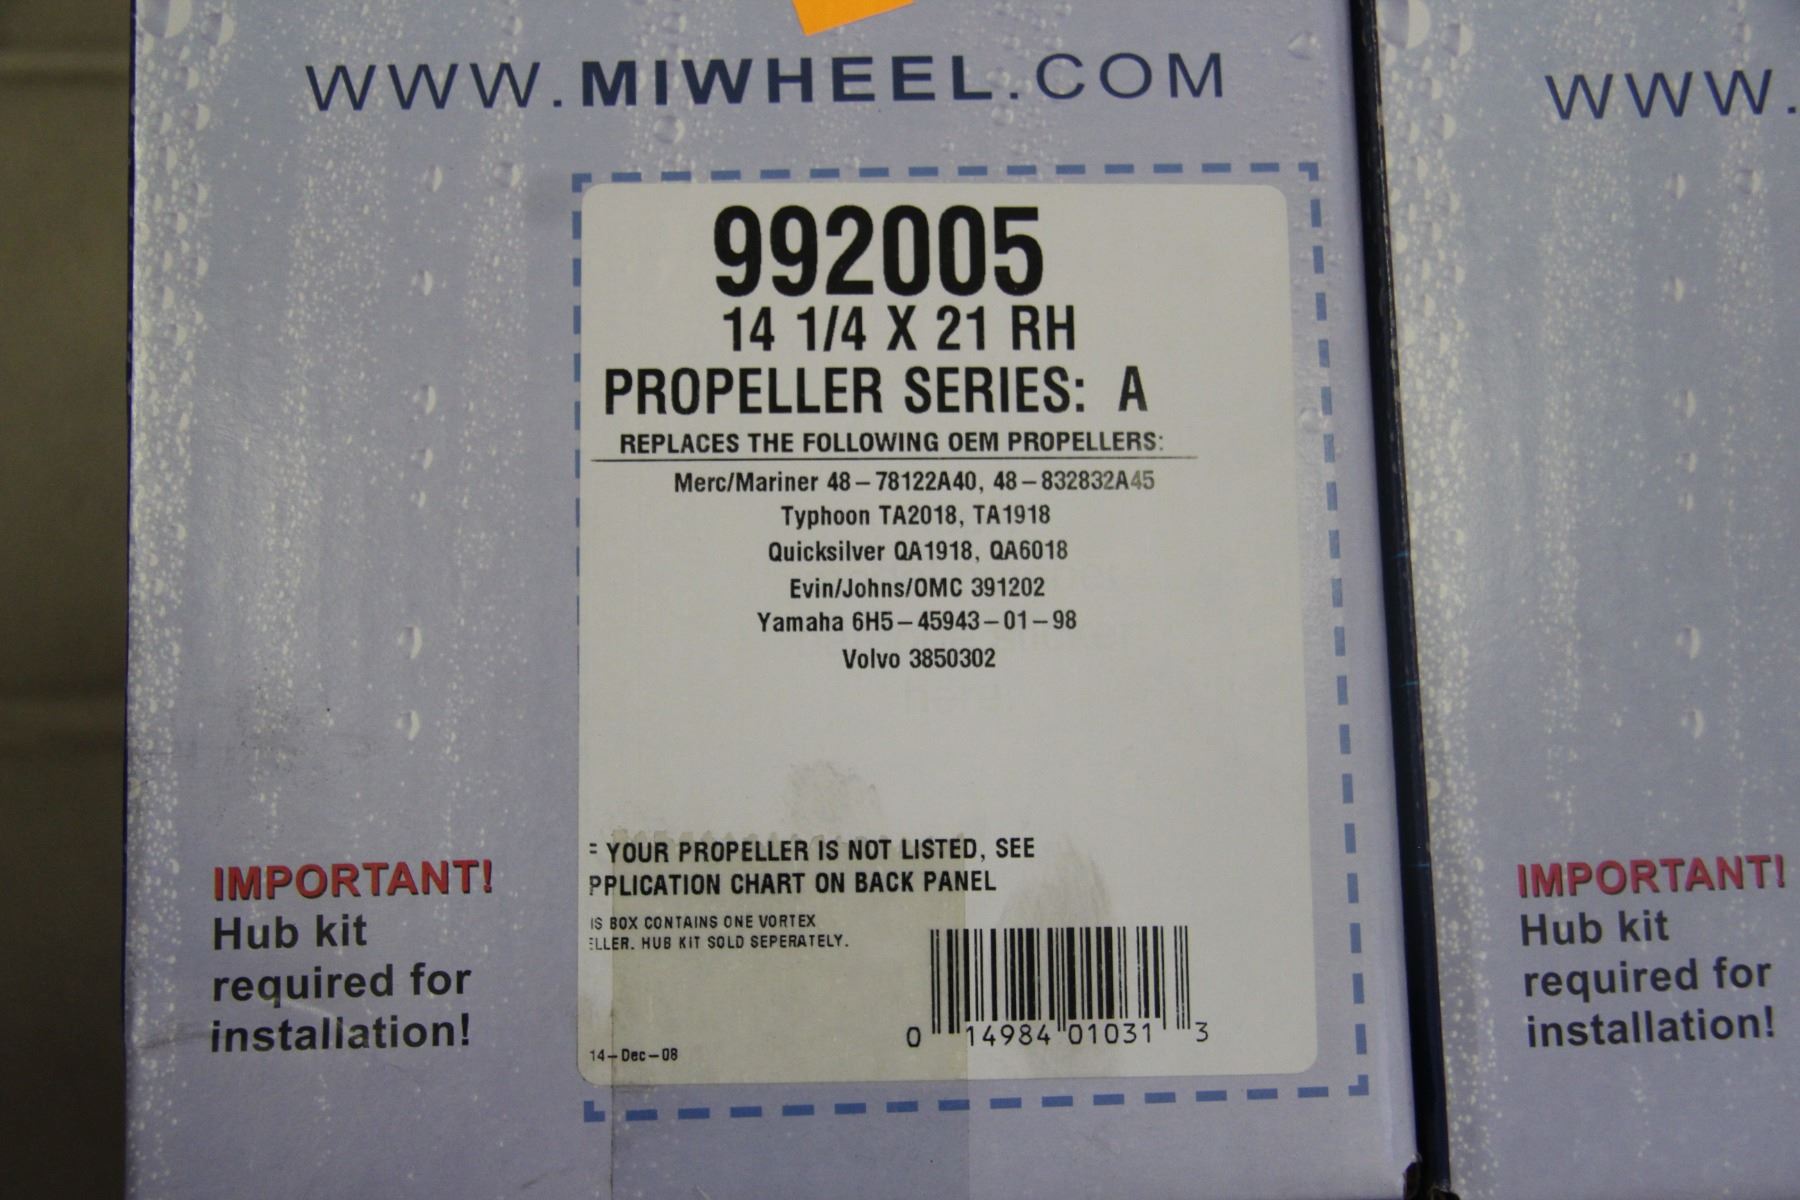 WWW.MIWHEEL.COM
992005
14 1/4 X 21 RH
PROPELLER SERIES: A
REPLACES THE FOLLOWING OEM PROPELLERS:
Merc/Mariner 48-78122A40, 48-832832A45
Typhoon TA2018, TA1918
Quicksilver QA1918, QA6018
Evin/Johns/OMC 391202
Yamaha 6H5-45943-01-98
Volvo 3850302
YOUR PROPELLER IS NOT LISTED, SEE
PPLICATION CHART ON BACK PANEL
IS BOX CONTAINS ONE VORTEX
ELLER. HUB KIT SOLD SEPERATELY.
0 14984 01031 3
14-Dec-08
IMPORTANT!
Hub kit
required for
installation!
WWW.
IMPORTANT!
Hub kit
required for
installation!